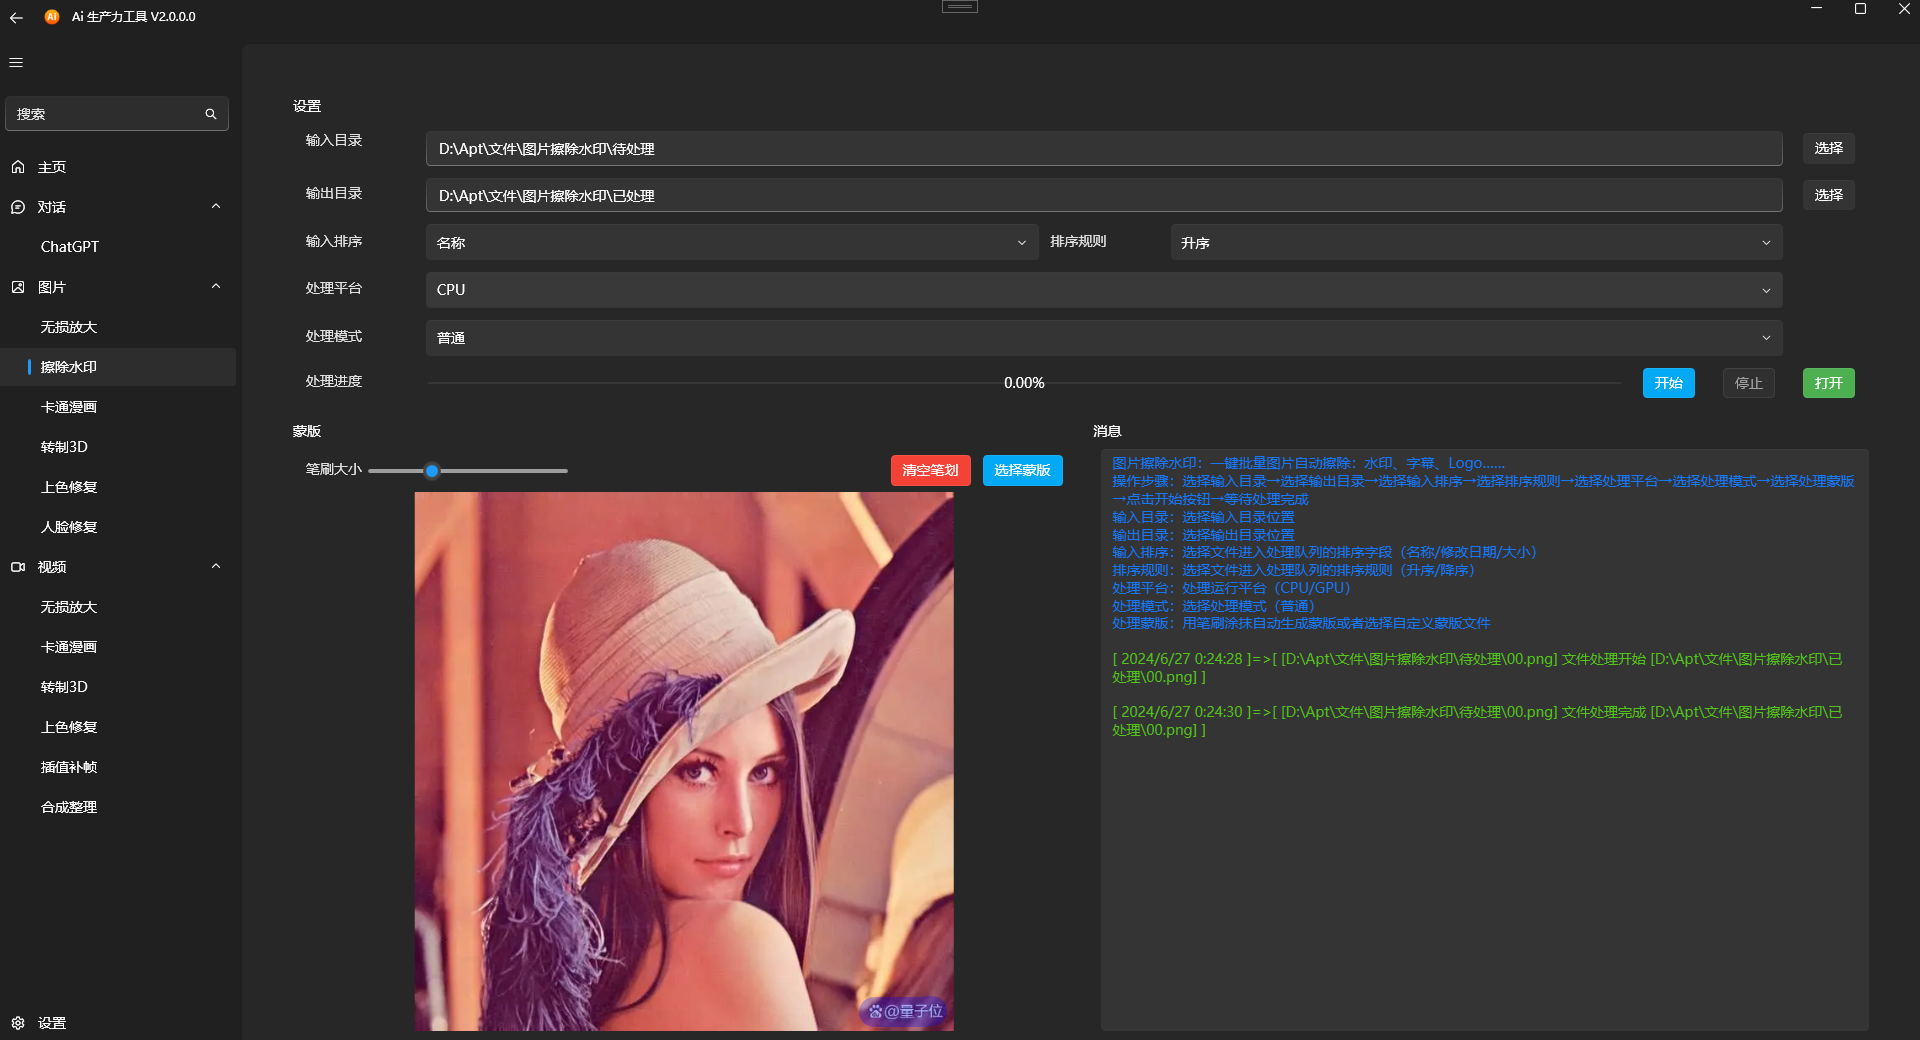 Ai
Ai 生产力工具 V2.0.0.0
搜索
主页
对话
ChatGPT
图片
无损放大
擦除水印
卡通漫画
转制3D
上色修复
人脸修复
视频
无损放大
卡通漫画
转制3D
上色修复
插值补帧
合成整理
设置
设置
输入目录
D:\Apt\文件\图片擦除水印\待处理
选择
输出目录
D:\Apt\文件\图片擦除水印\已处理
选择
输入排序
名称
排序规则
升序
处理平台
CPU
处理模式
普通
处理进度
0.00%
开始
停止
打开
蒙版
笔刷大小
清空笔划
选择蒙版
@量子位
消息
图片擦除水印：一键批量图片自动擦除：水印、字幕、Logo......
操作步骤：选择输入目录→选择输出目录→选择输入排序→选择排序规则→选择处理平台→选择处理模式→选择处理蒙版
→点击开始按钮→等待处理完成
输入目录：选择输入目录位置
输出目录：选择输出目录位置
输入排序：选择文件进入处理队列的排序字段（名称/修改日期/大小）
排序规则：选择文件进入处理队列的排序规则（升序/降序）
处理平台：处理运行平台（CPU/GPU）
处理模式：选择处理模式（普通）
处理蒙版：用笔刷涂抹自动生成蒙版或者选择自定义蒙版文件
[ 2024/6/27 0:24:28 ]=>[ [D:\Apt\文件\图片擦除水印\待处理\00.png] 文件处理开始 [D:\Apt\文件\图片擦除水印\已
处理\00.png] ]
[ 2024/6/27 0:24:30 ]=>[ [D:\Apt\文件\图片擦除水印\待处理\00.png] 文件处理完成 [D:\Apt\文件\图片擦除水印\已
处理\00.png] ]